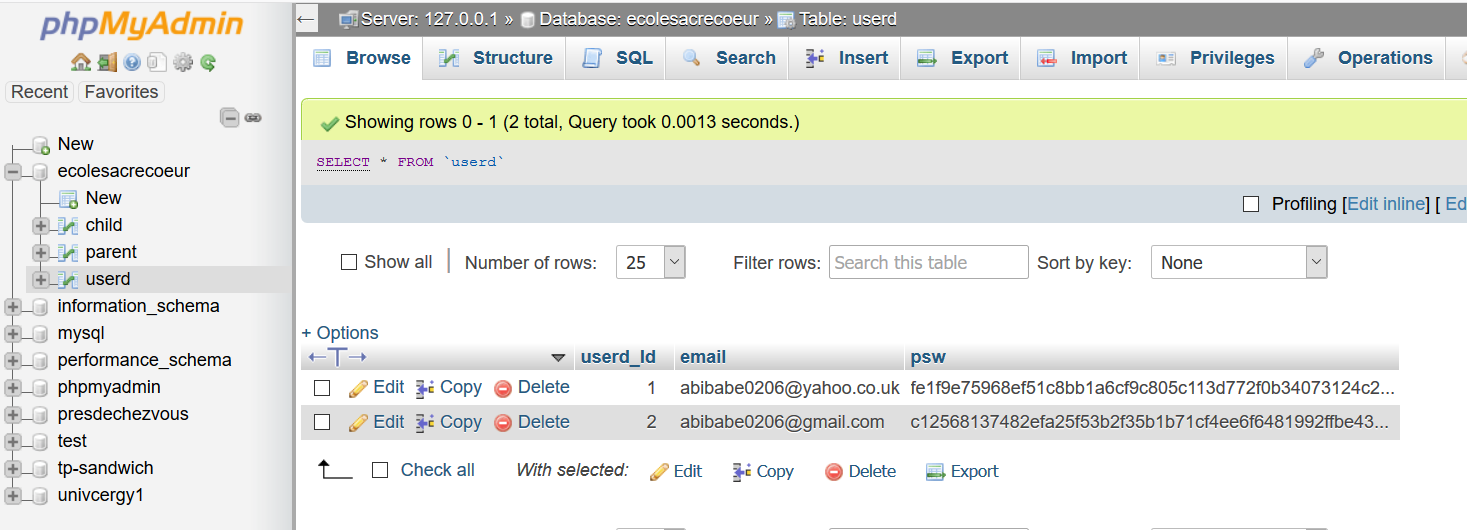 phpMyAdmin
Recent Favorites
New
ecolesacrecoeur
New
child
parent
userd
information_schema
mysql
performance_schema
phpmyadmin
presdechezvous
test
tp-sandwich
univcergy1
Server: 127.0.0.1 » Database: ecolesacrecoeur » Table: userd
Browse Structure SQL Search Insert Export Import Privileges Operations
Showing rows 0 - 1 (2 total, Query took 0.0013 seconds.)
SELECT * FROM `userd`
Profiling [Edit inline] [ Ed
Show all | Number of rows: 25 Filter rows: Search this table Sort by key: None
+ Options
←T→ userd_Id email psw
Edit Copy Delete 1 abibabe0206@yahoo.co.uk fe1f9e75968ef51c8bb1a6cf9c805c113d772f0b34073124c2...
Edit Copy Delete 2 abibabe0206@gmail.com c12568137482efa25f53b2f35b1b71cf4ee6f6481992ffbe43...
Check all With selected: Edit Copy Delete Export